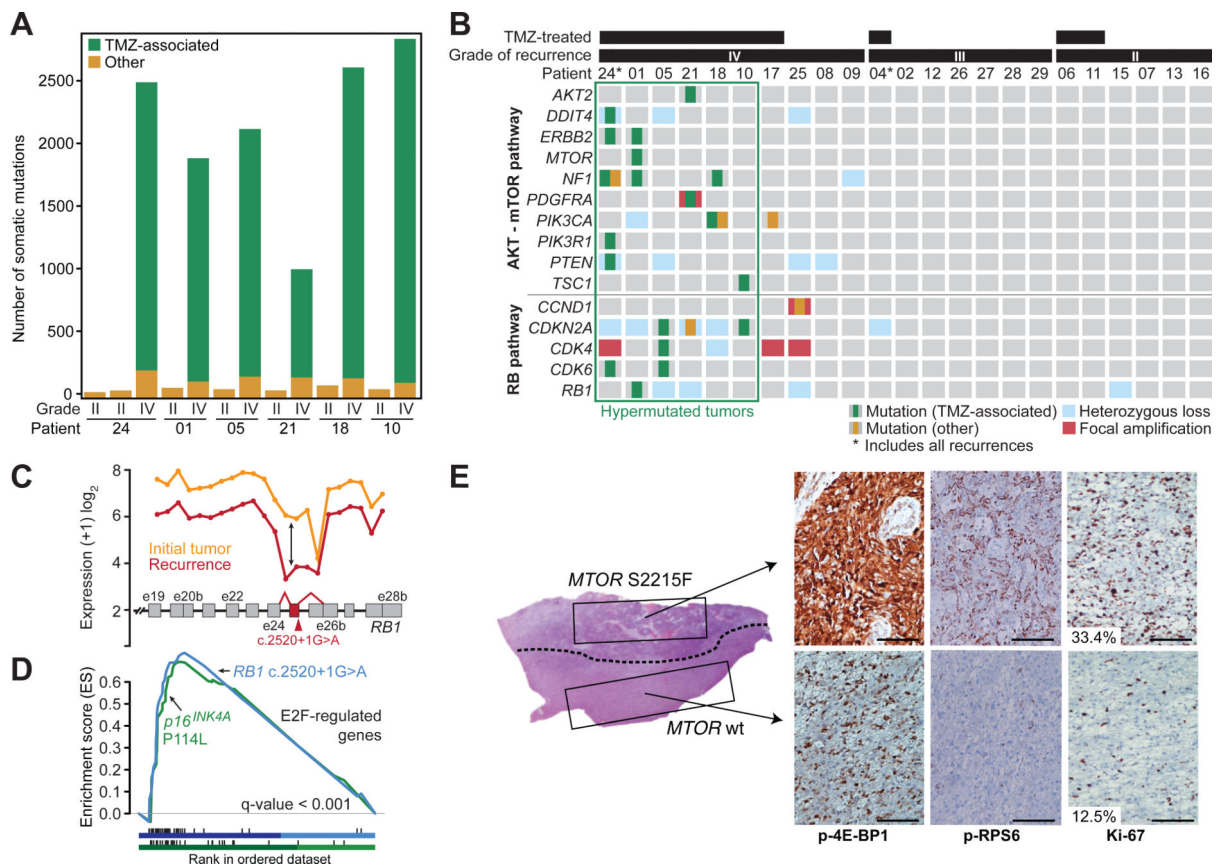 A
TMZ-associated
Other
Number of somatic mutations
2500
2000
1500
1000
500
0
Grade II II IV II IV II IV II IV II IV II IV
Patient 24 01 05 21 18 10
B
TMZ-treated
Grade of recurrence IV III II
Patient 24* 01 05 21 18 10 17 25 08 09 04* 02 12 26 27 28 29 06 11 15 07 13 16
AKT - mTOR pathway
AKT2
DDIT4
ERBB2
MTOR
NF1
PDGFRA
PIK3CA
PIK3R1
PTEN
TSC1
RB pathway
CCND1
CDKN2A
CDK4
CDK6
RB1
Hypermutated tumors
Mutation (TMZ-associated)
Heterozygous loss
Mutation (other)
Focal amplification
* Includes all recurrences
C
Expression (+1) log2
8
6
4
2
Initial tumor
Recurrence
e19 e20b e22 e28b
e24 e26b RB1
c.2520+1G>A
D
Enrichment score (ES)
0.6
0.4
0.3
0.2
0.1
0.0
RB1 c.2520+1G>A
p16INK4A
P114L
E2F-regulated
genes
q-value < 0.001
Rank in ordered dataset
E
MTOR S2215F
MTOR wt
33.4%
12.5%
p-4E-BP1 p-RPS6 Ki-67